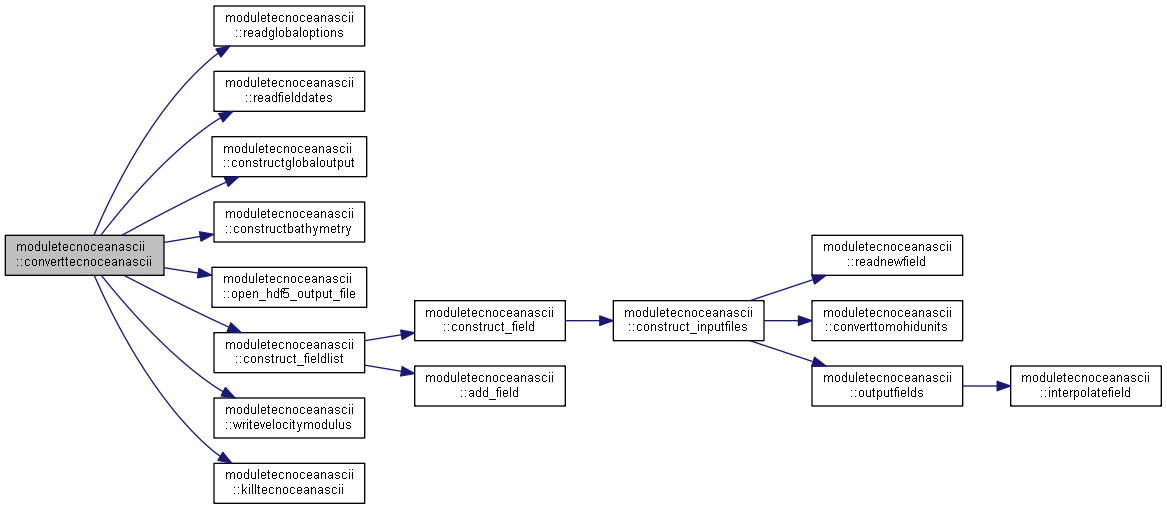 moduletecnoceanascii
::converttecnoceanascii
moduletecnoceanascii
::readglobaloptions
moduletecnoceanascii
::readfielddates
moduletecnoceanascii
::constructglobaloutput
moduletecnoceanascii
::constructbathymetry
moduletecnoceanascii
::open_hdf5_output_file
moduletecnoceanascii
::construct_fieldlist
moduletecnoceanascii
::writevelocitymodulus
moduletecnoceanascii
::killtecnoceanascii
moduletecnoceanascii
::construct_field
moduletecnoceanascii
::add_field
moduletecnoceanascii
::construct_inputfiles
moduletecnoceanascii
::readnewfield
moduletecnoceanascii
::converttomohidunits
moduletecnoceanascii
::outputfields
moduletecnoceanascii
::interpolatefield